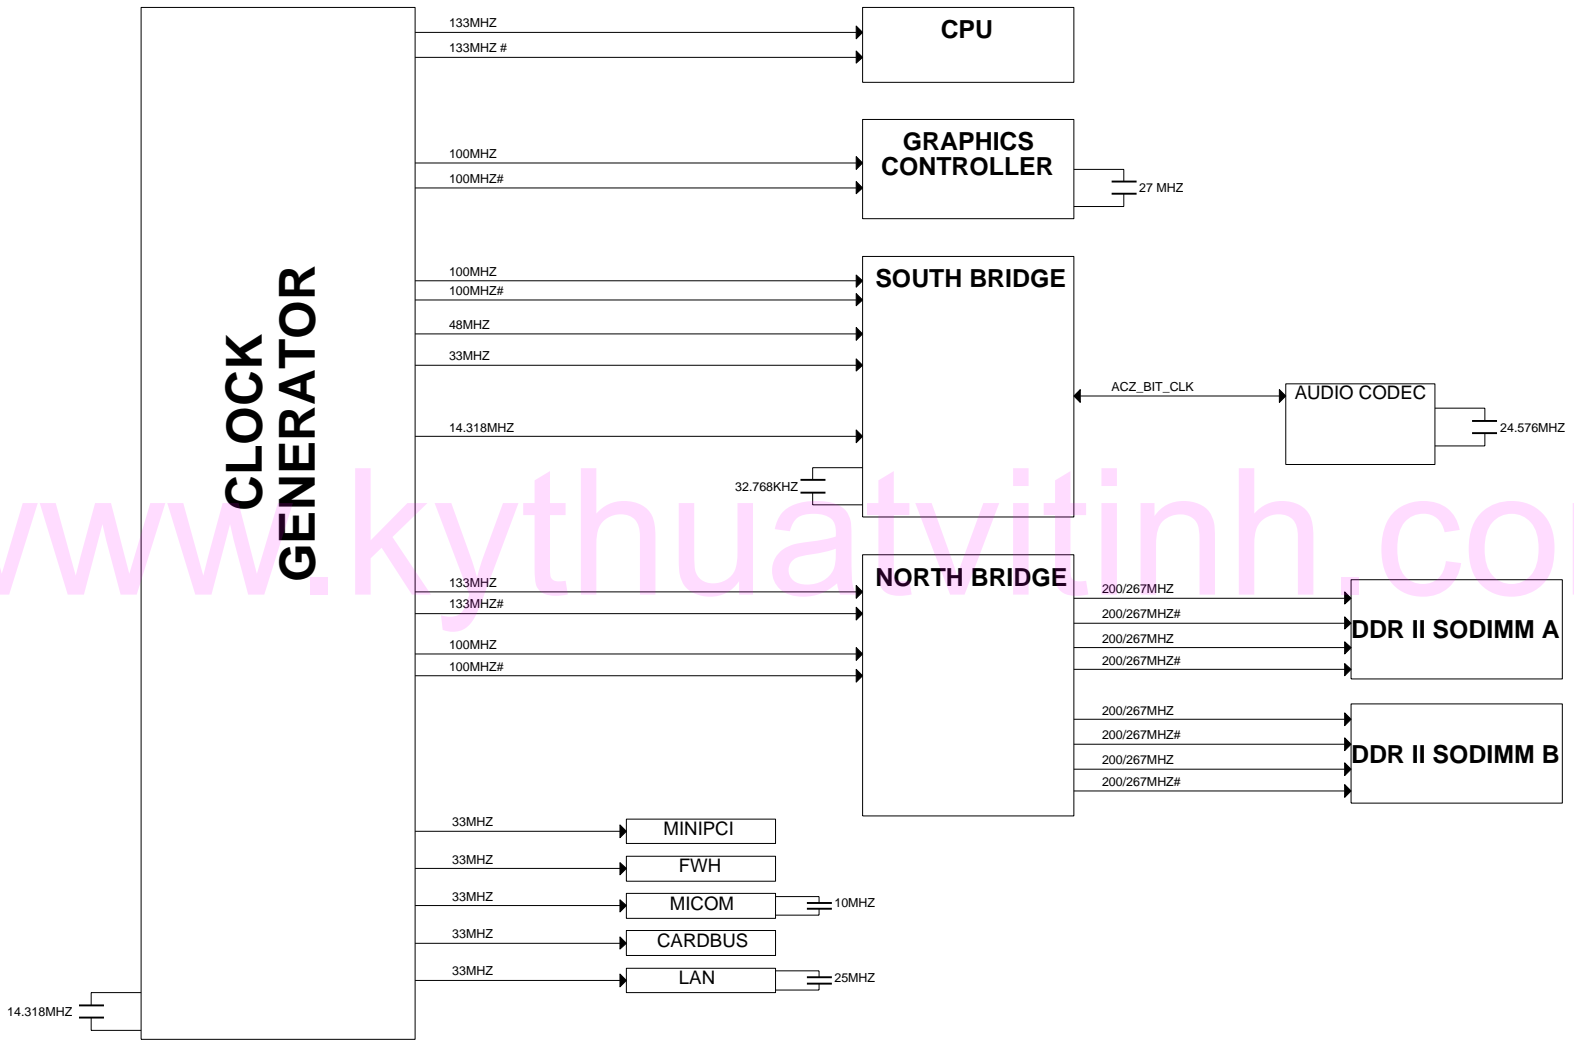 133MHZ
133MHZ #
CPU
100MHZ
100MHZ#
GRAPHICS
CONTROLLER
27 MHZ
100MHZ
100MHZ#
48MHZ
33MHZ
14.318MHZ
SOUTH BRIDGE
32.768KHZ
ACZ_BIT_CLK
AUDIO CODEC
24.576MHZ
CLOCK
GENERATOR
www.kythuatvitinh.com
133MHZ
133MHZ#
100MHZ
100MHZ#
NORTH BRIDGE
200/267MHZ
200/267MHZ#
200/267MHZ
200/267MHZ#
DDR II SODIMM A
200/267MHZ
200/267MHZ#
200/267MHZ
200/267MHZ#
DDR II SODIMM B
33MHZ
MINIPCI
33MHZ
FWH
33MHZ
MICOM
10MHZ
33MHZ
CARDBUS
33MHZ
LAN
25MHZ
14.318MHZ